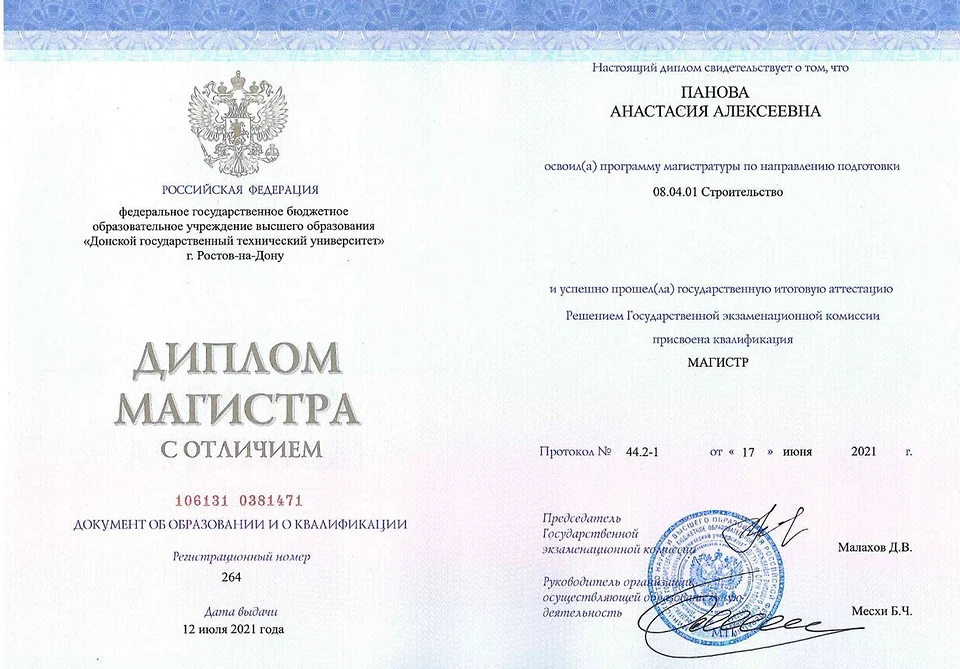 РОССИЙСКАЯ ФЕДЕРАЦИЯ
федеральное государственное бюджетное
образовательное учреждение высшего образования
«Донской государственный технический университет»
г. Ростов-на-Дону
ДИПЛОМ
МАГИСТРА
С ОТЛИЧИЕМ
106131 0381471
ДОКУМЕНТ ОБ ОБРАЗОВАНИИ И О КВАЛИФИКАЦИИ
Регистрационный номер
264
Дата выдачи
12 июля 2021 года
Настоящий диплом свидетельствует о том, что
ПАНОВА
АНАСТАСИЯ АЛЕКСЕЕВНА
освоил(а) программу магистратуры по направлению подготовки
08.04.01 Строительство
и успешно прошел(ла) государственную итоговую аттестацию
Решением Государственной экзаменационной комиссии
присвоена квалификация
МАГИСТР
Протокол № 44.2-1 от « 17 » июня 2021 г.
Председатель
Государственной
экзаменационной комиссии
Малахов Д.В.
Руководитель организации,
осуществляющей образовательную
деятельность
Месхи Б.Ч.